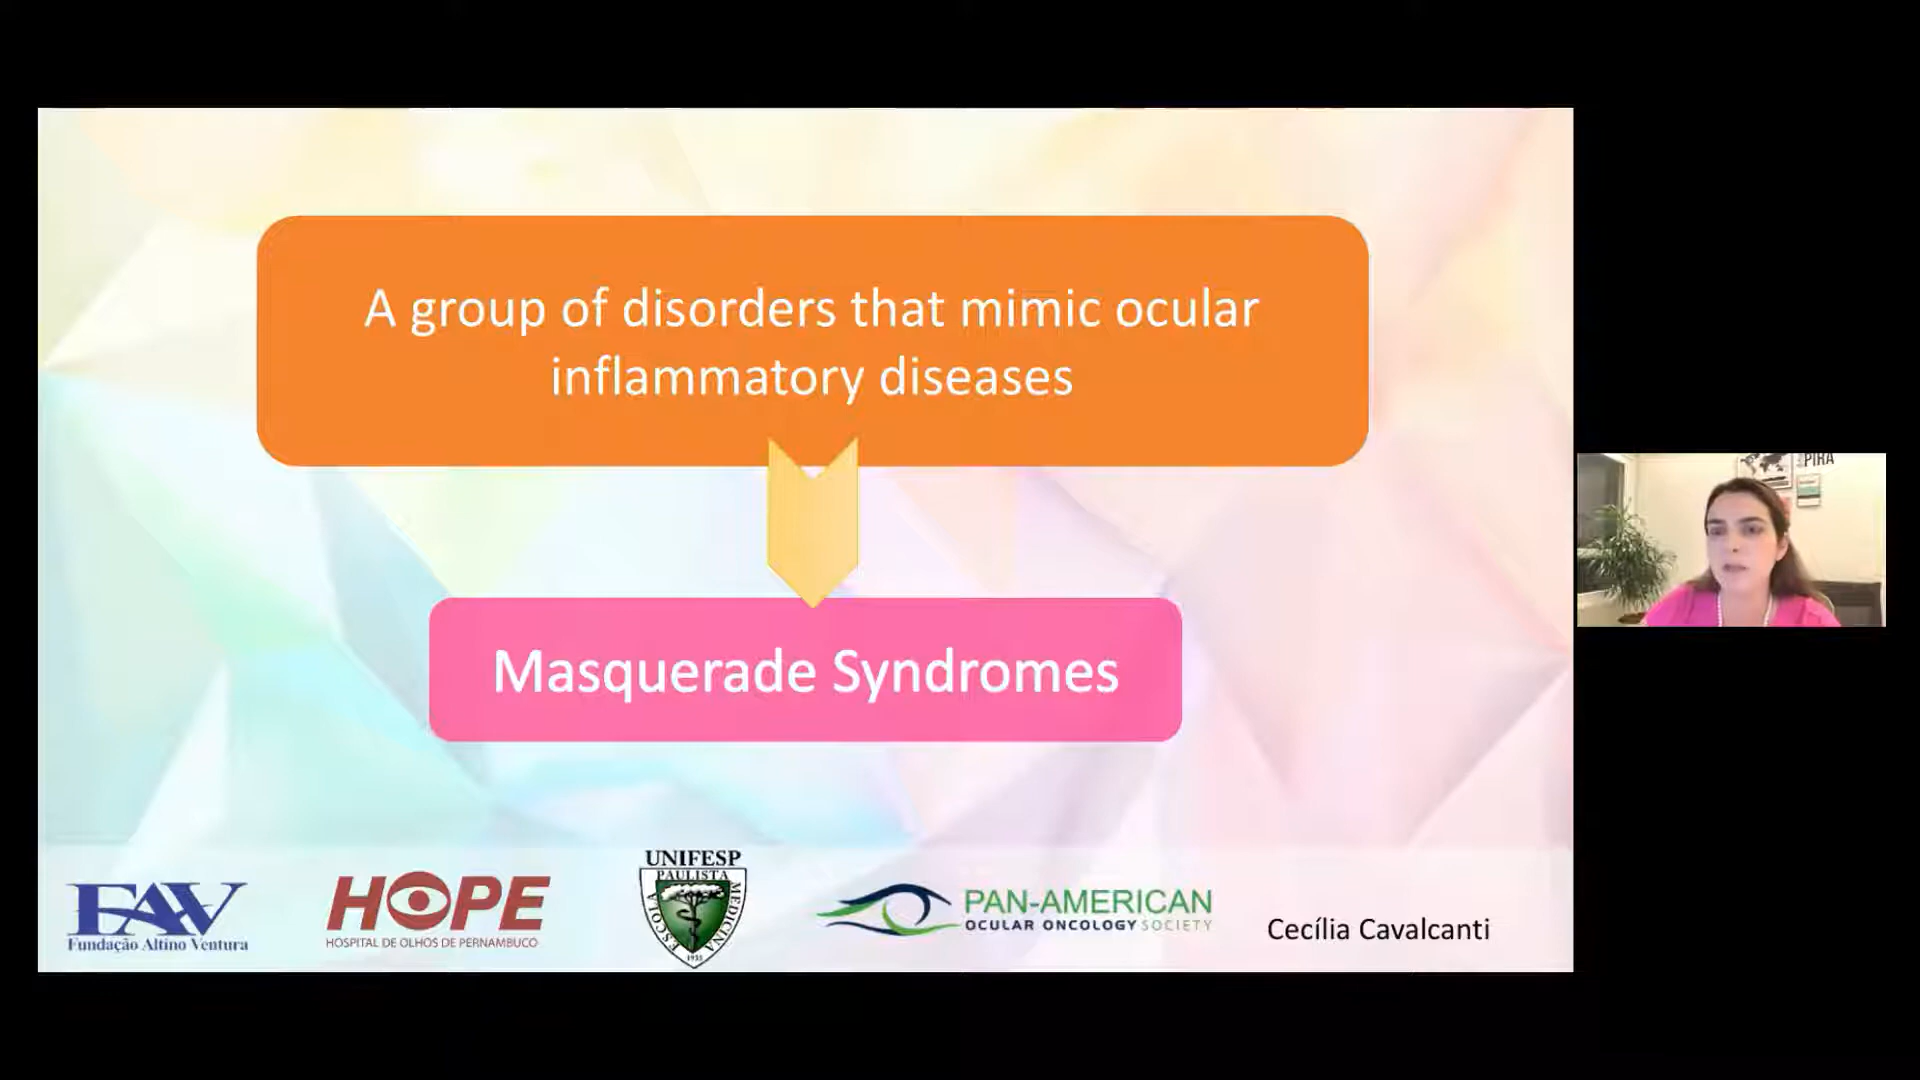 A group of disorders that mimic ocular
inflammatory diseases
Masquerade Syndromes
FAV
Fundação Altino Ventura
HOPE
HOSPITAL DE OLHOS DE PERNAMBUCO
UNIFESP
PAULISTA
ESCOLA
MEDICINA
1933
PAN-AMERICAN
OCULAR ONCOLOGY SOCIETY
Cecília Cavalcanti
PIRA